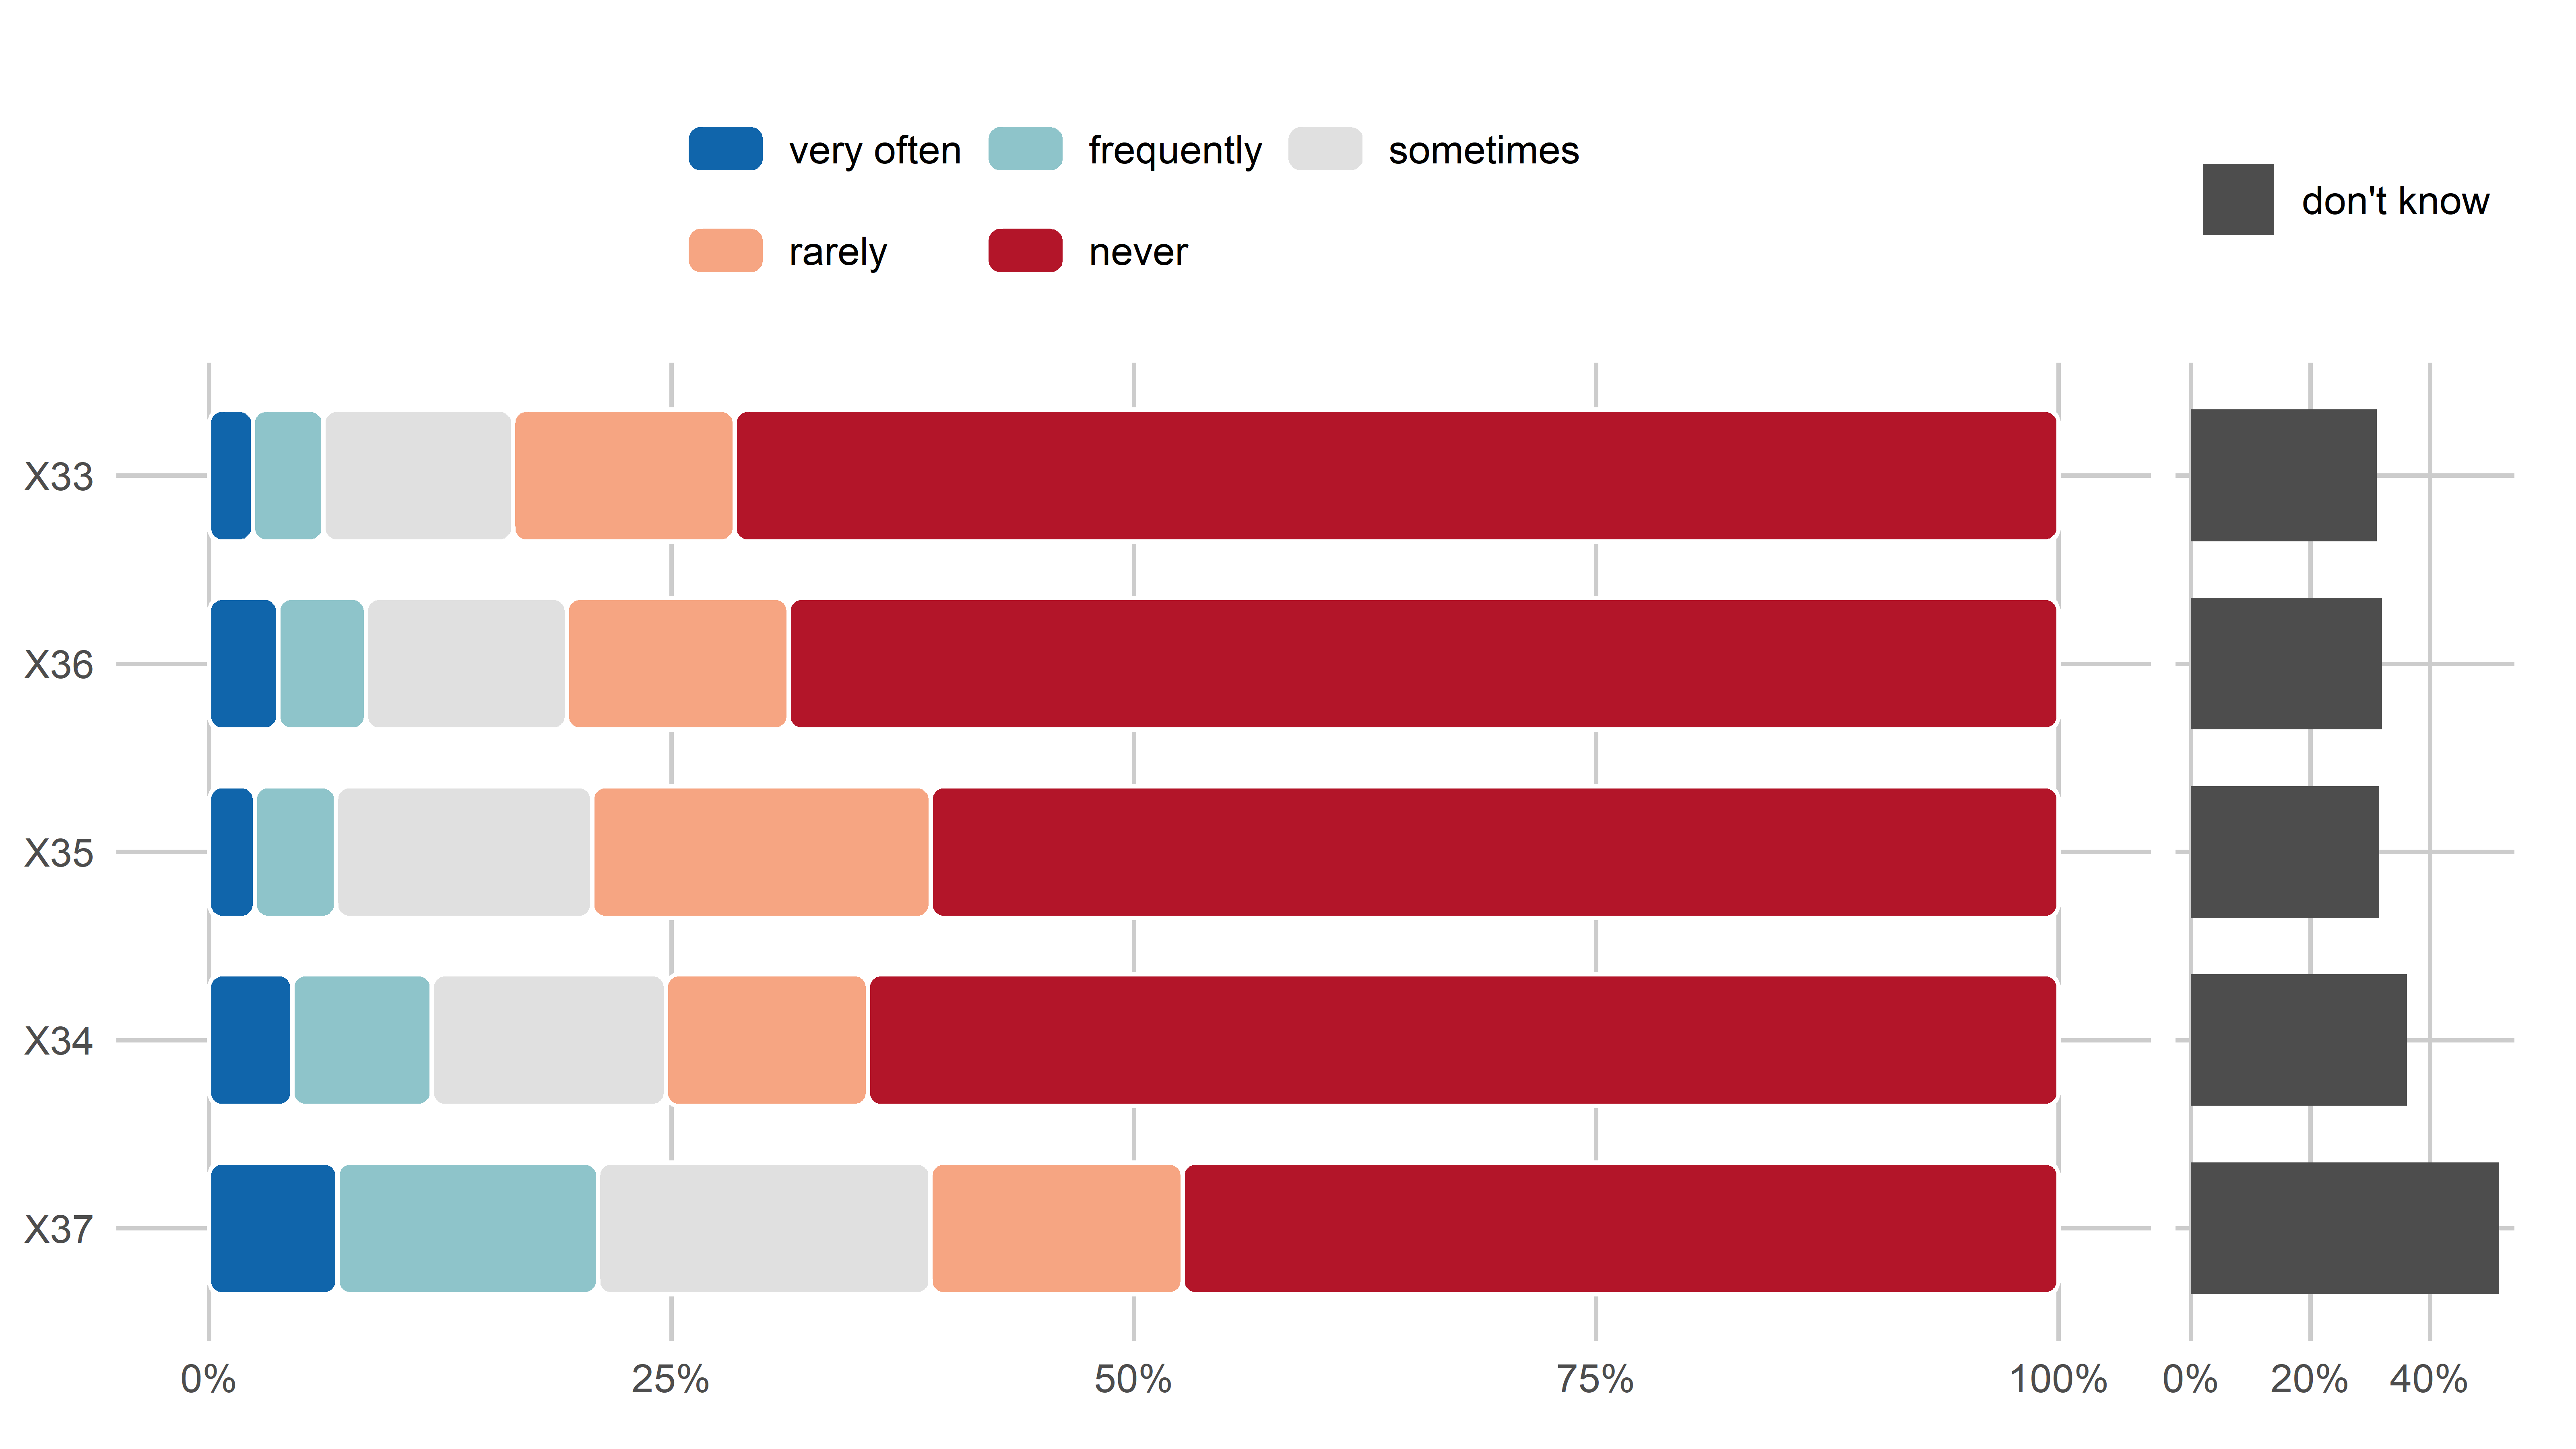 very often frequently sometimes
rarely never
don't know
X33
X36
X35
X34
X37
0% 25% 50% 75% 100% 0% 20% 40%